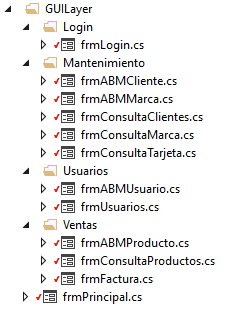 GUILayer
Login
frmLogin.cs
Mantenimiento
frmABMCliente.cs
frmABMMarca.cs
frmConsultaClientes.cs
frmConsultaMarca.cs
frmConsultaTarjeta.cs
Usuarios
frmABMUsuario.cs
frmUsuarios.cs
Ventas
frmABMProducto.cs
frmConsultaProductos.cs
frmFactura.cs
frmPrincipal.cs